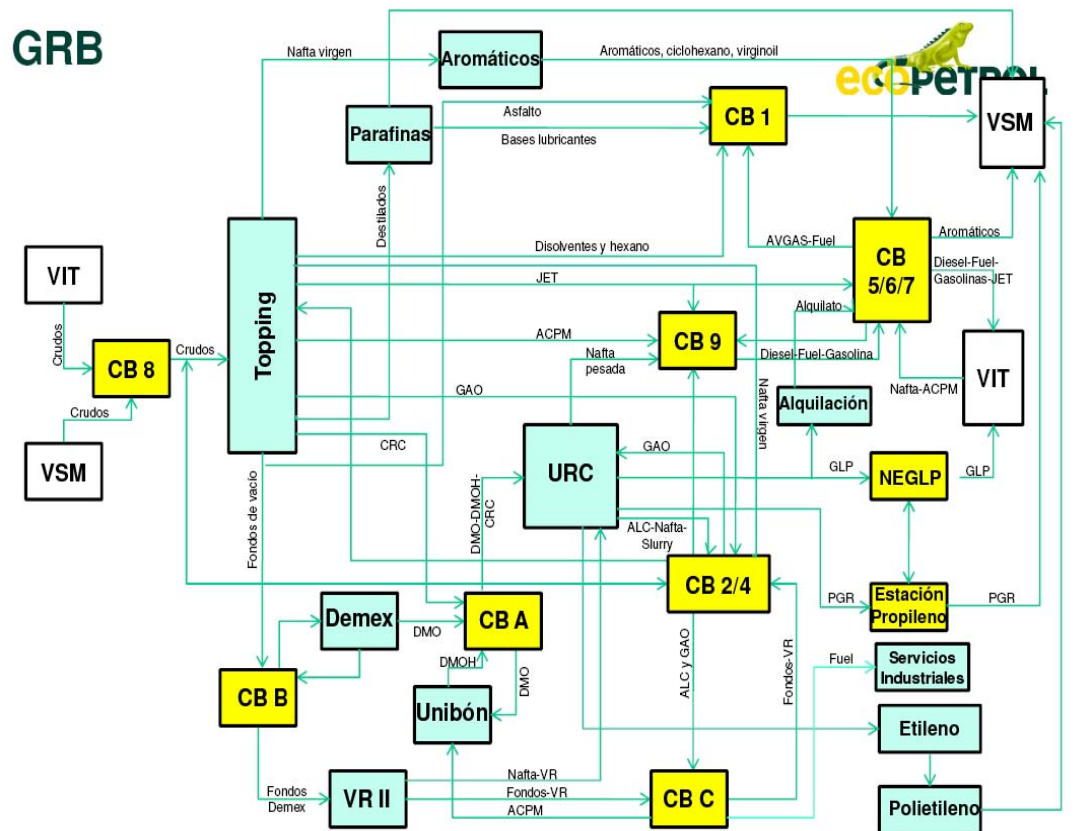 GRB
ecopetrol
Nafta virgen
Aromáticos
Aromáticos, ciclohexano, virginoil
Parafinas
Asfalto
Bases lubricantes
CB 1
VSM
Destilados
VIT
Crudos
CB 8
Crudos
Crudos
VSM
Topping
Disolventes y hexano
AVGAS-Fuel
CB
5/6/7
Aromáticos
Diesel-Fuel-
Gasolinas-JET
JET
Alquilato
ACPM
CB 9
Nafta
pesada
Diesel-Fuel-Gasolina
Nafta virgen
Nafta-ACPM
VIT
GAO
Alquilación
CRC
URC
GAO
GLP
NEGLP
GLP
Fondos de vacío
DMO-DMOH-
CRC
ALC-Nafta-
Slurry
CB 2/4
PGR
Estación
Propileno
PGR
Demex
DMO
CB A
DMOH
DMO
ALC y GAO
Fondos-VR
Fuel
Servicios
Industriales
CB B
Unibón
Etileno
Fondos
Demex
VR II
Nafta-VR
Fondos-VR
ACPM
CB C
Polietileno